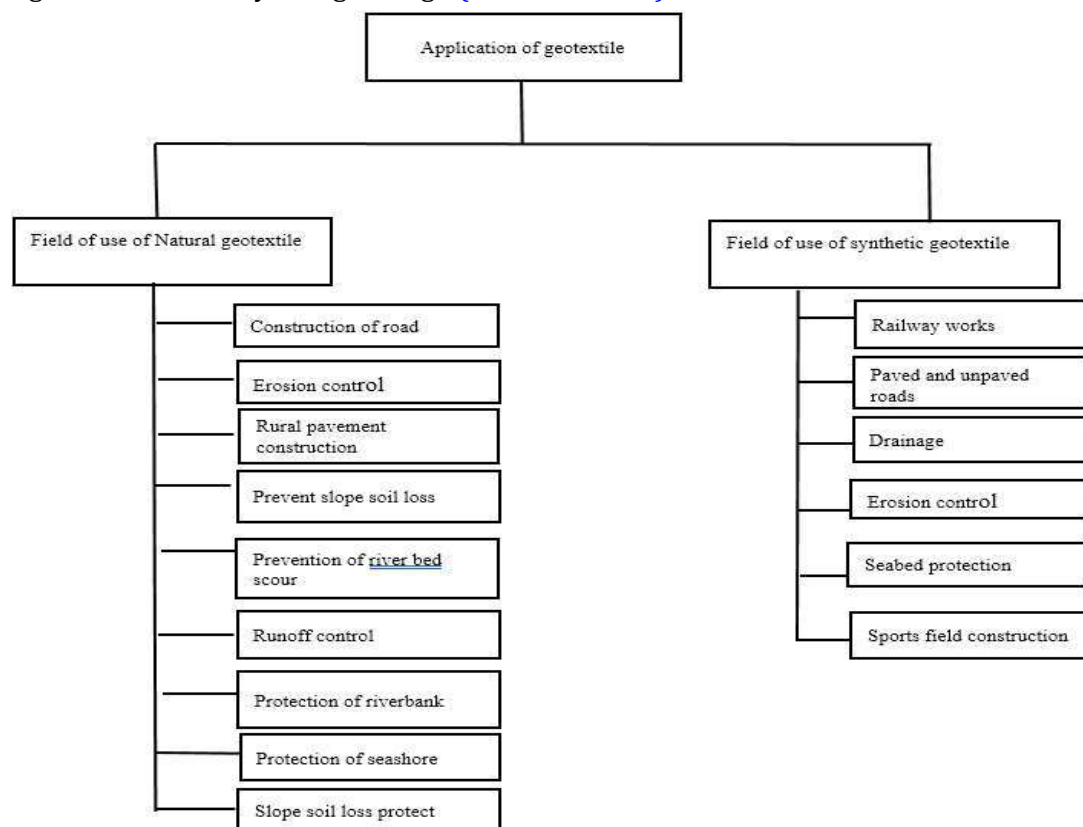 Application of geotextile
Field of use of Natural geotextile
Construction of road
Erosion control
Rural pavement
construction
Prevent slope soil loss
Prevention of river bed
scour
Runoff control
Protection of riverbank
Protection of seashore
Slope soil loss protect
Field of use of synthetic geotextile
Railway works
Paved and unpaved
roads
Drainage
Erosion control
Seabed protection
Sports field construction